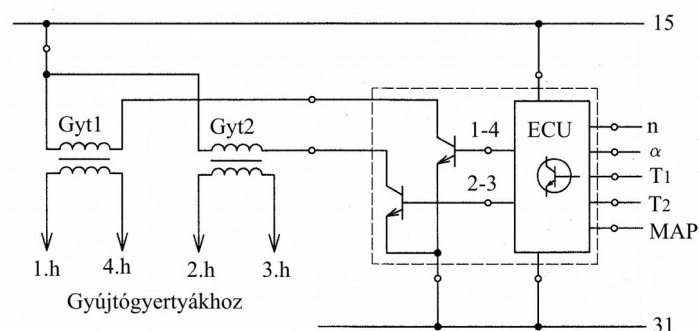 15
Gyt1
Gyt2
1-4
ECU
n
α
2-3
T1
T2
MAP
1.h
4.h
2.h
3.h
Gyújtógyertyákhoz
31